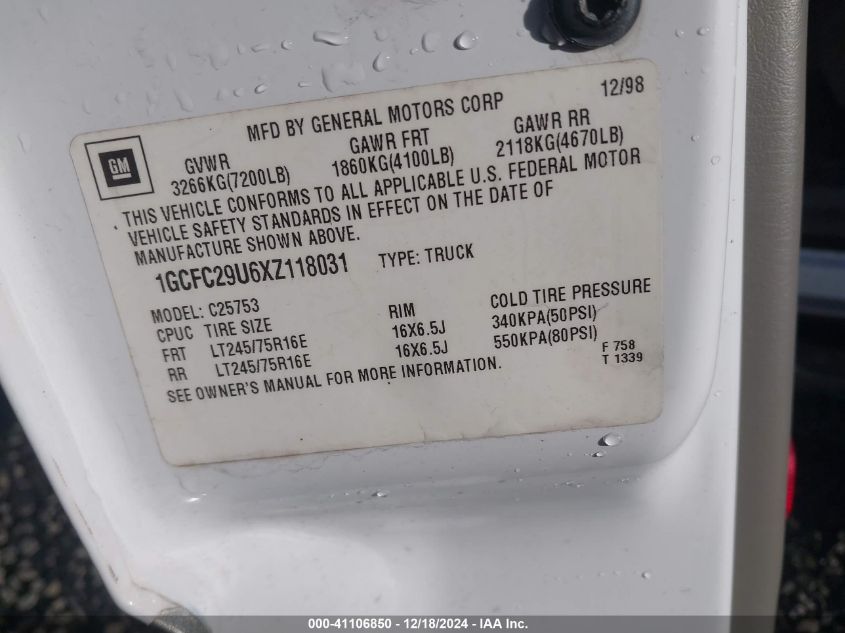 MFD BY GENERAL MOTORS CORP 12/98
GM
GVWR GAWR FRT GAWR RR
3266KG(7200LB) 1860KG(4100LB) 2118KG(4670LB)
THIS VEHICLE CONFORMS TO ALL APPLICABLE U.S. FEDERAL MOTOR
VEHICLE SAFETY STANDARDS IN EFFECT ON THE DATE OF
MANUFACTURE SHOWN ABOVE.
1GCFC29U6XZ118031 TYPE: TRUCK
MODEL: C25753
CPUC TIRE SIZE RIM COLD TIRE PRESSURE
FRT LT245/75R16E 16X6.5J 340KPA(50PSI)
RR LT245/75R16E 16X6.5J 550KPA(80PSI)
SEE OWNER'S MANUAL FOR MORE INFORMATION.
F 758
T 1339
000-41106850 - 12/18/2024 - IAA Inc.